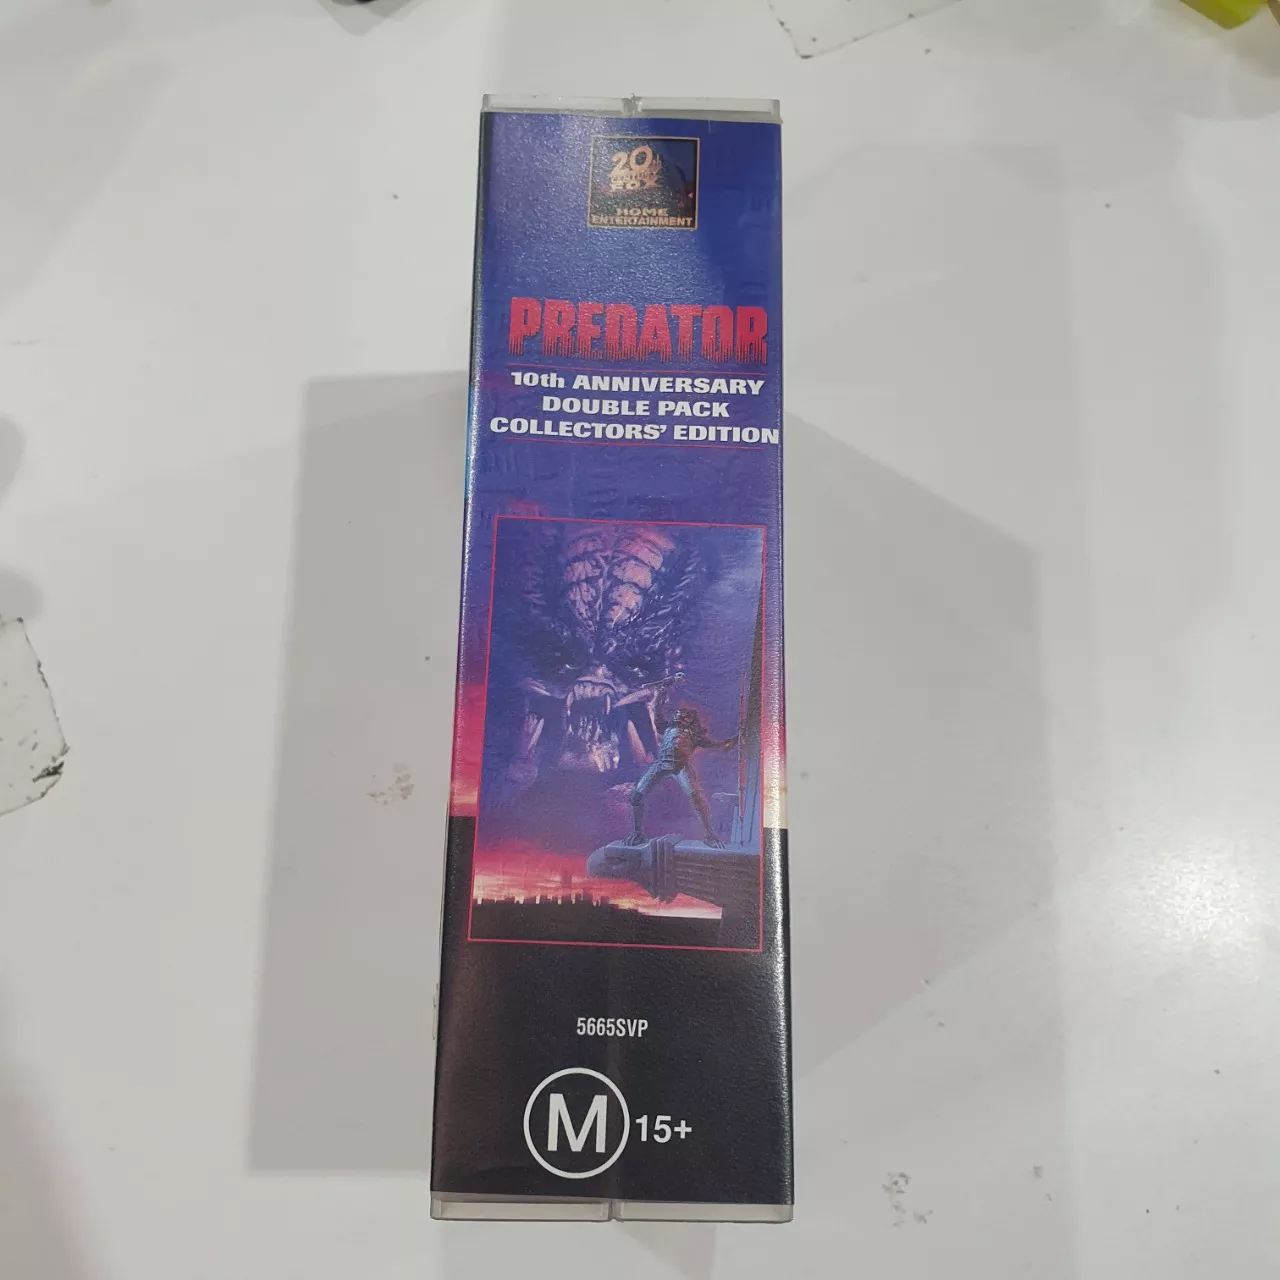 20th
CENTURY
FOX
HOME
ENTERTAINMENT
PREDATOR
10th ANNIVERSARY
DOUBLE PACK
COLLECTORS' EDITION
5665SVP
M 15+